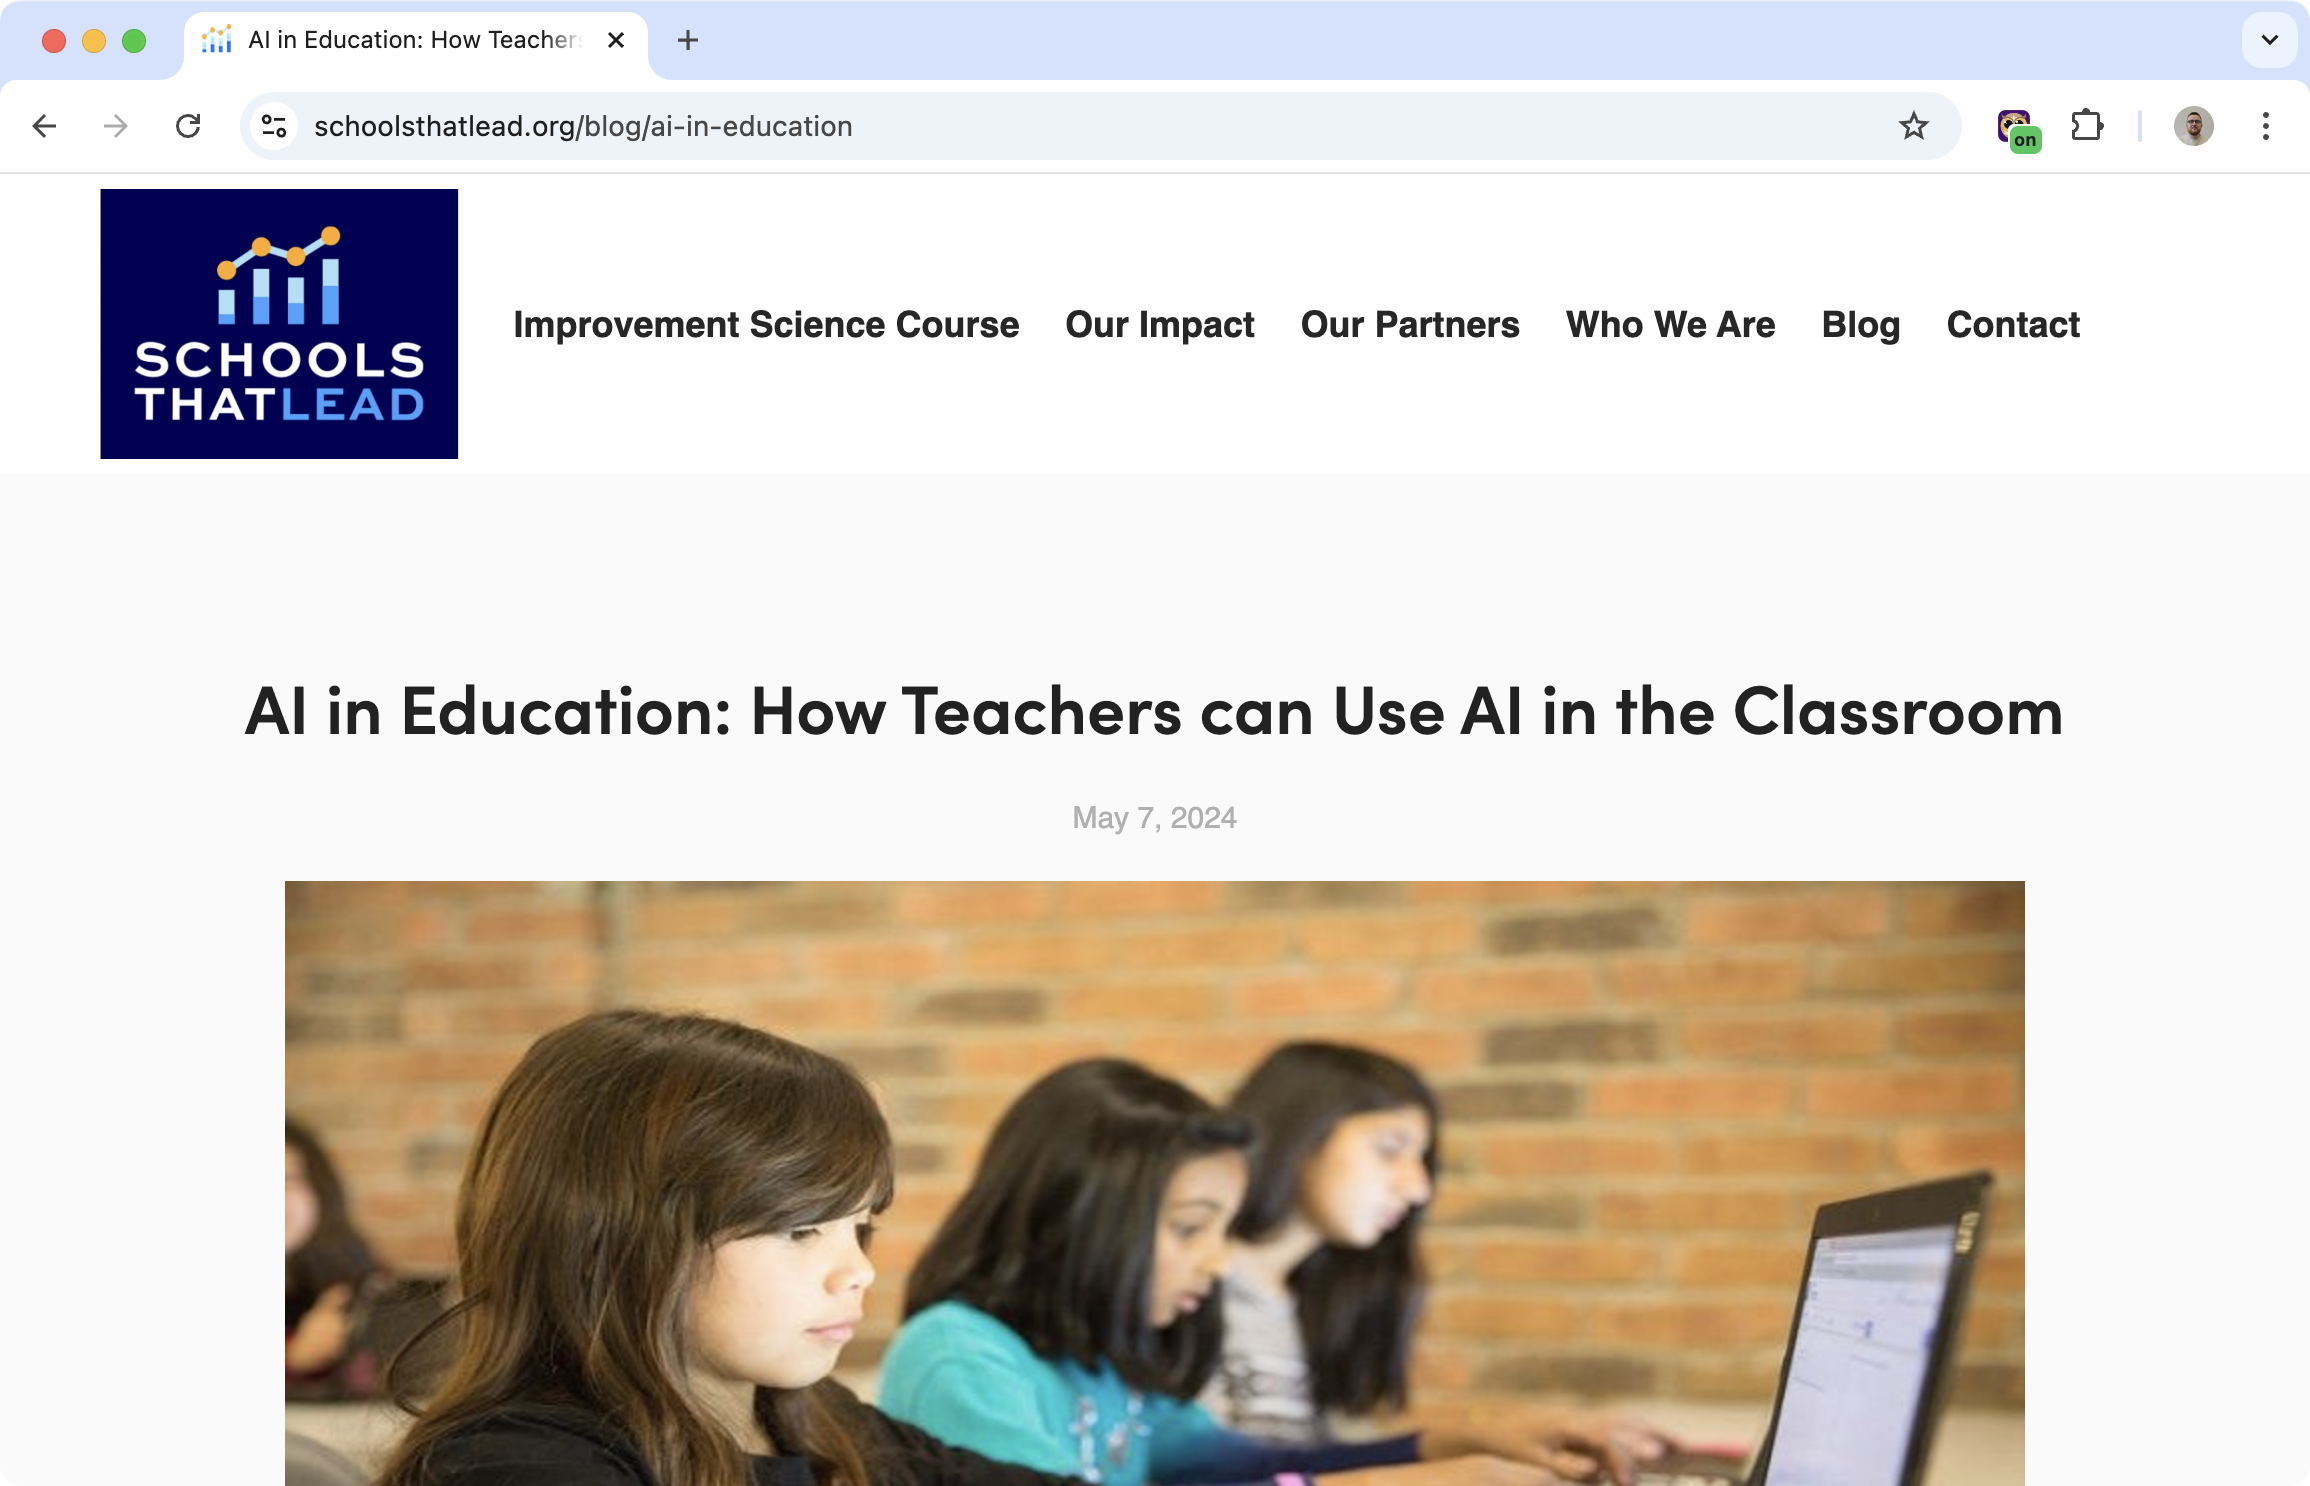 AI in Education: How Teachers
schoolsthatlead.org/blog/ai-in-education
on
SCHOOLS
THATLEAD
Improvement Science Course Our Impact Our Partners Who We Are Blog Contact
AI in Education: How Teachers can Use AI in the Classroom
May 7, 2024